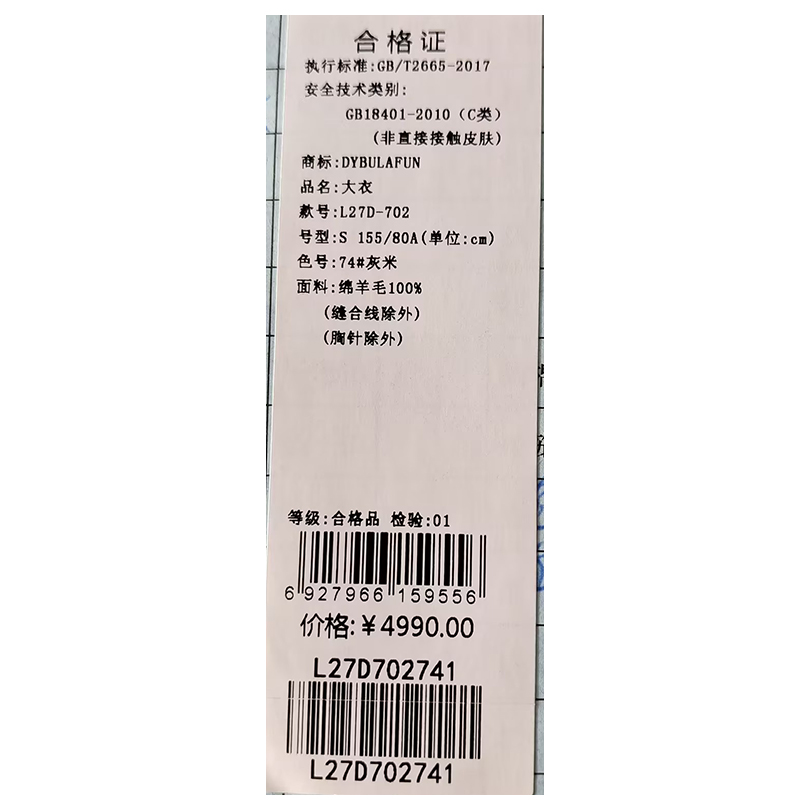 合格证
执行标准:GB/T2665-2017
安全技术类别:
GB18401-2010（C类）
(非直接接触皮肤)
商标:DYBULAFUN
品名:大衣
款号:L27D-702
号型:S 155/80A(单位:cm)
色号:74#灰米
面料:绵羊毛100%
(缝合线除外)
(胸针除外)
等级:合格品 检验:01
6 927966 159556
价格:￥4990.00
L27D702741
L27D702741